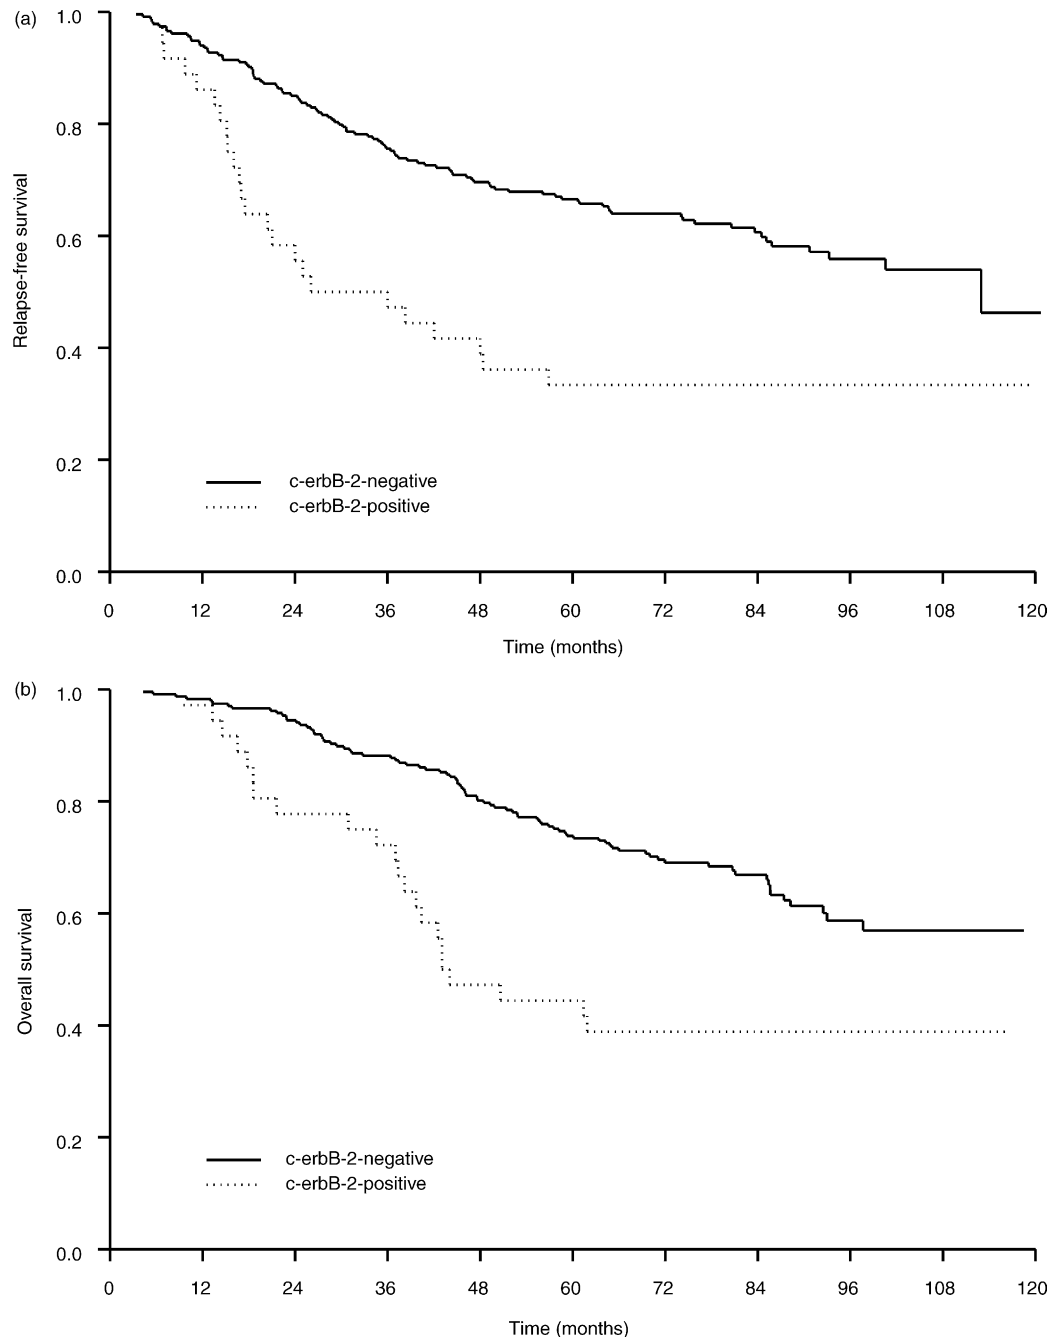 (a)
1.0
0.8
0.6
0.4
0.2
0.0
Relapse-free survival
c-erbB-2-negative
c-erbB-2-positive
0 12 24 36 48 60 72 84 96 108 120
Time (months)
(b)
1.0
0.8
0.6
0.4
0.2
0.0
Overall survival
c-erbB-2-negative
c-erbB-2-positive
0 12 24 36 48 60 72 84 96 108 120
Time (months)